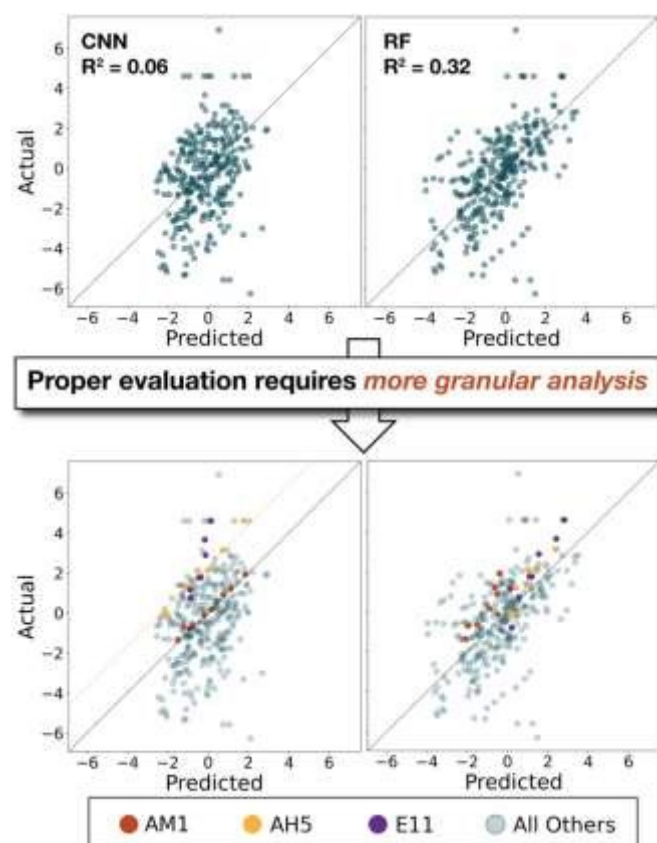 CNN
R² = 0.06
RF
R² = 0.32
Actual
6
4
2
0
−2
−4
−6
−6 −4 −2 0 2 4 6
−6 −4 −2 0 2 4 6
Predicted
Predicted
Proper evaluation requires more granular analysis
Actual
6
4
2
0
−2
−4
−6
−6 −4 −2 0 2 4 6
−6 −4 −2 0 2 4 6
Predicted
Predicted
AM1 AH5 E11 All Others